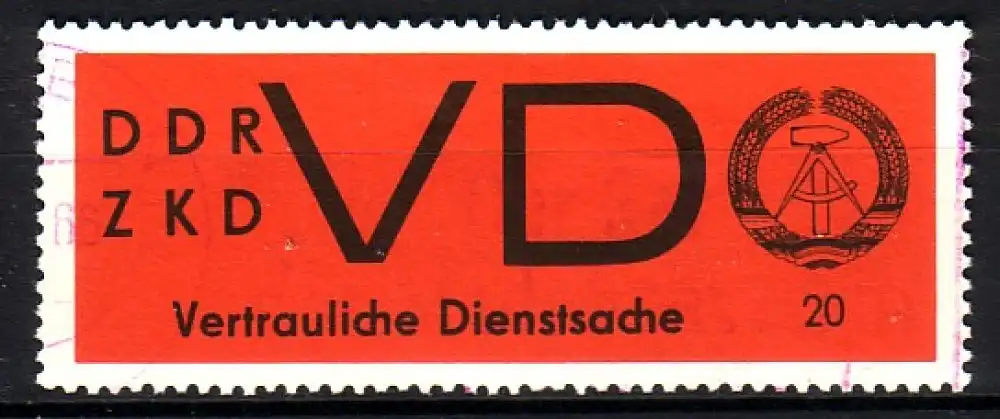 DDR
ZKD
VD
Vertrauliche Dienstsache
20